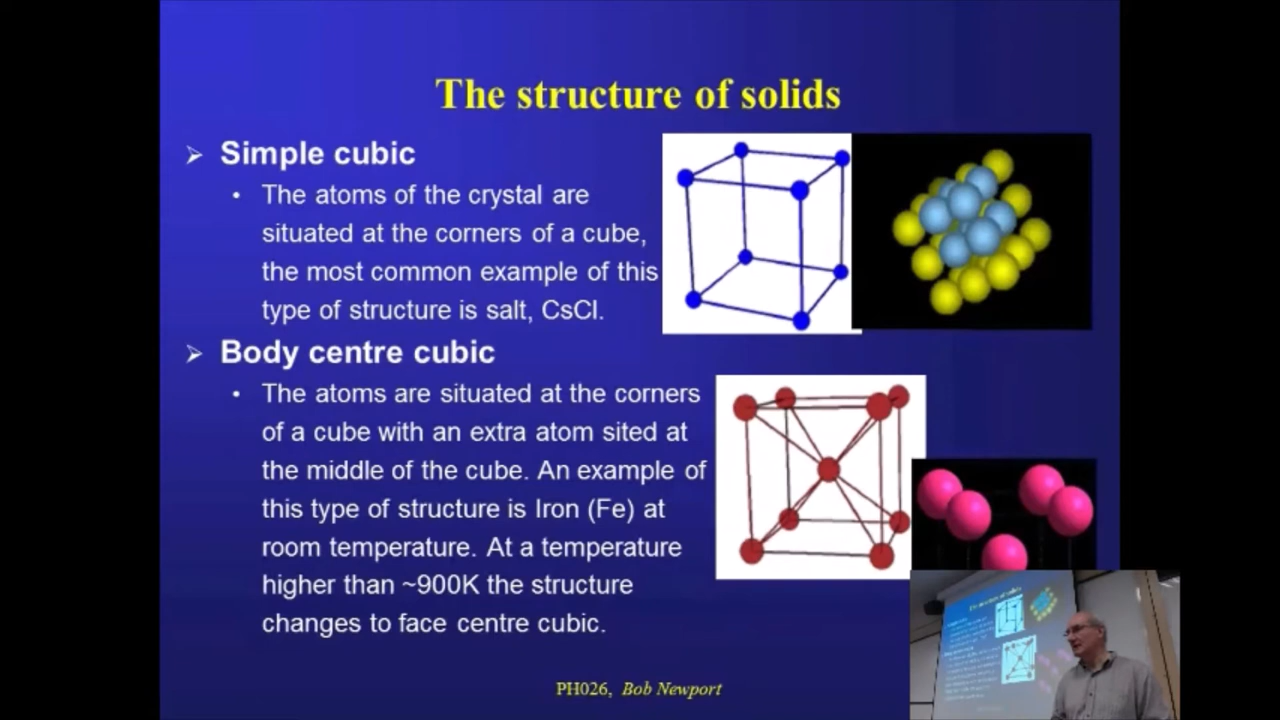 The structure of solids
➢ Simple cubic
• The atoms of the crystal are
situated at the corners of a cube,
the most common example of this
type of structure is salt, CsCl.
➢ Body centre cubic
• The atoms are situated at the corners
of a cube with an extra atom sited at
the middle of the cube. An example of
this type of structure is Iron (Fe) at
room temperature. At a temperature
higher than ~900K the structure
changes to face centre cubic.
PH026, Bob Newport
The structure of solids